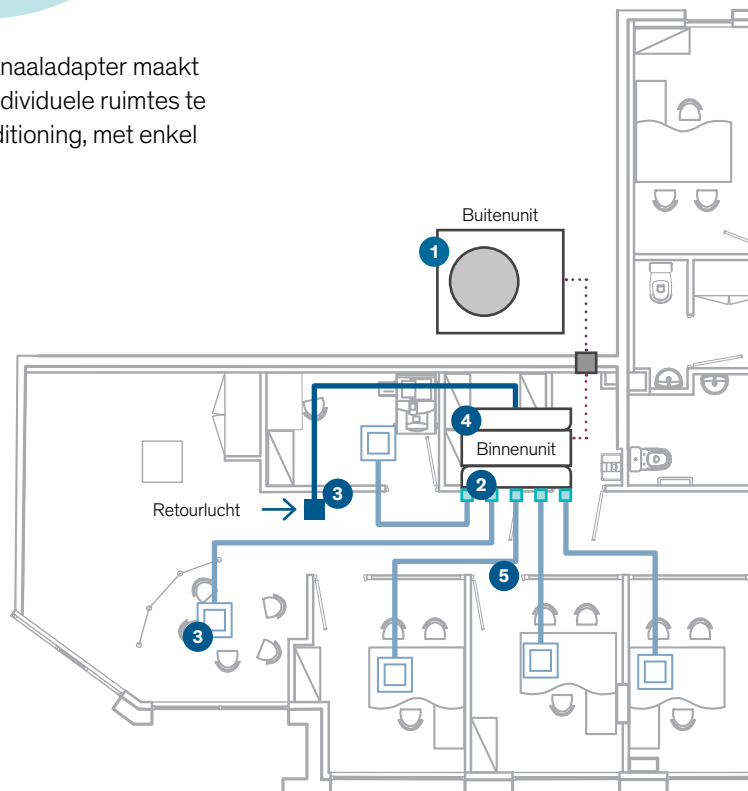 naaladapter maakt
dividuele ruimtes te
ditioning, met enkel
Buitenunit
1
4
Binnenunit
2
3
Retourlucht
5
3